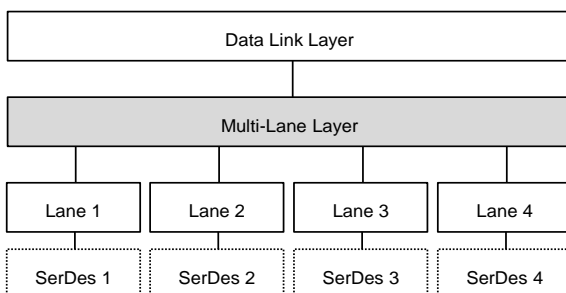 Data Link Layer
Multi-Lane Layer
Lane 1 Lane 2 Lane 3 Lane 4
SerDes 1 SerDes 2 SerDes 3 SerDes 4